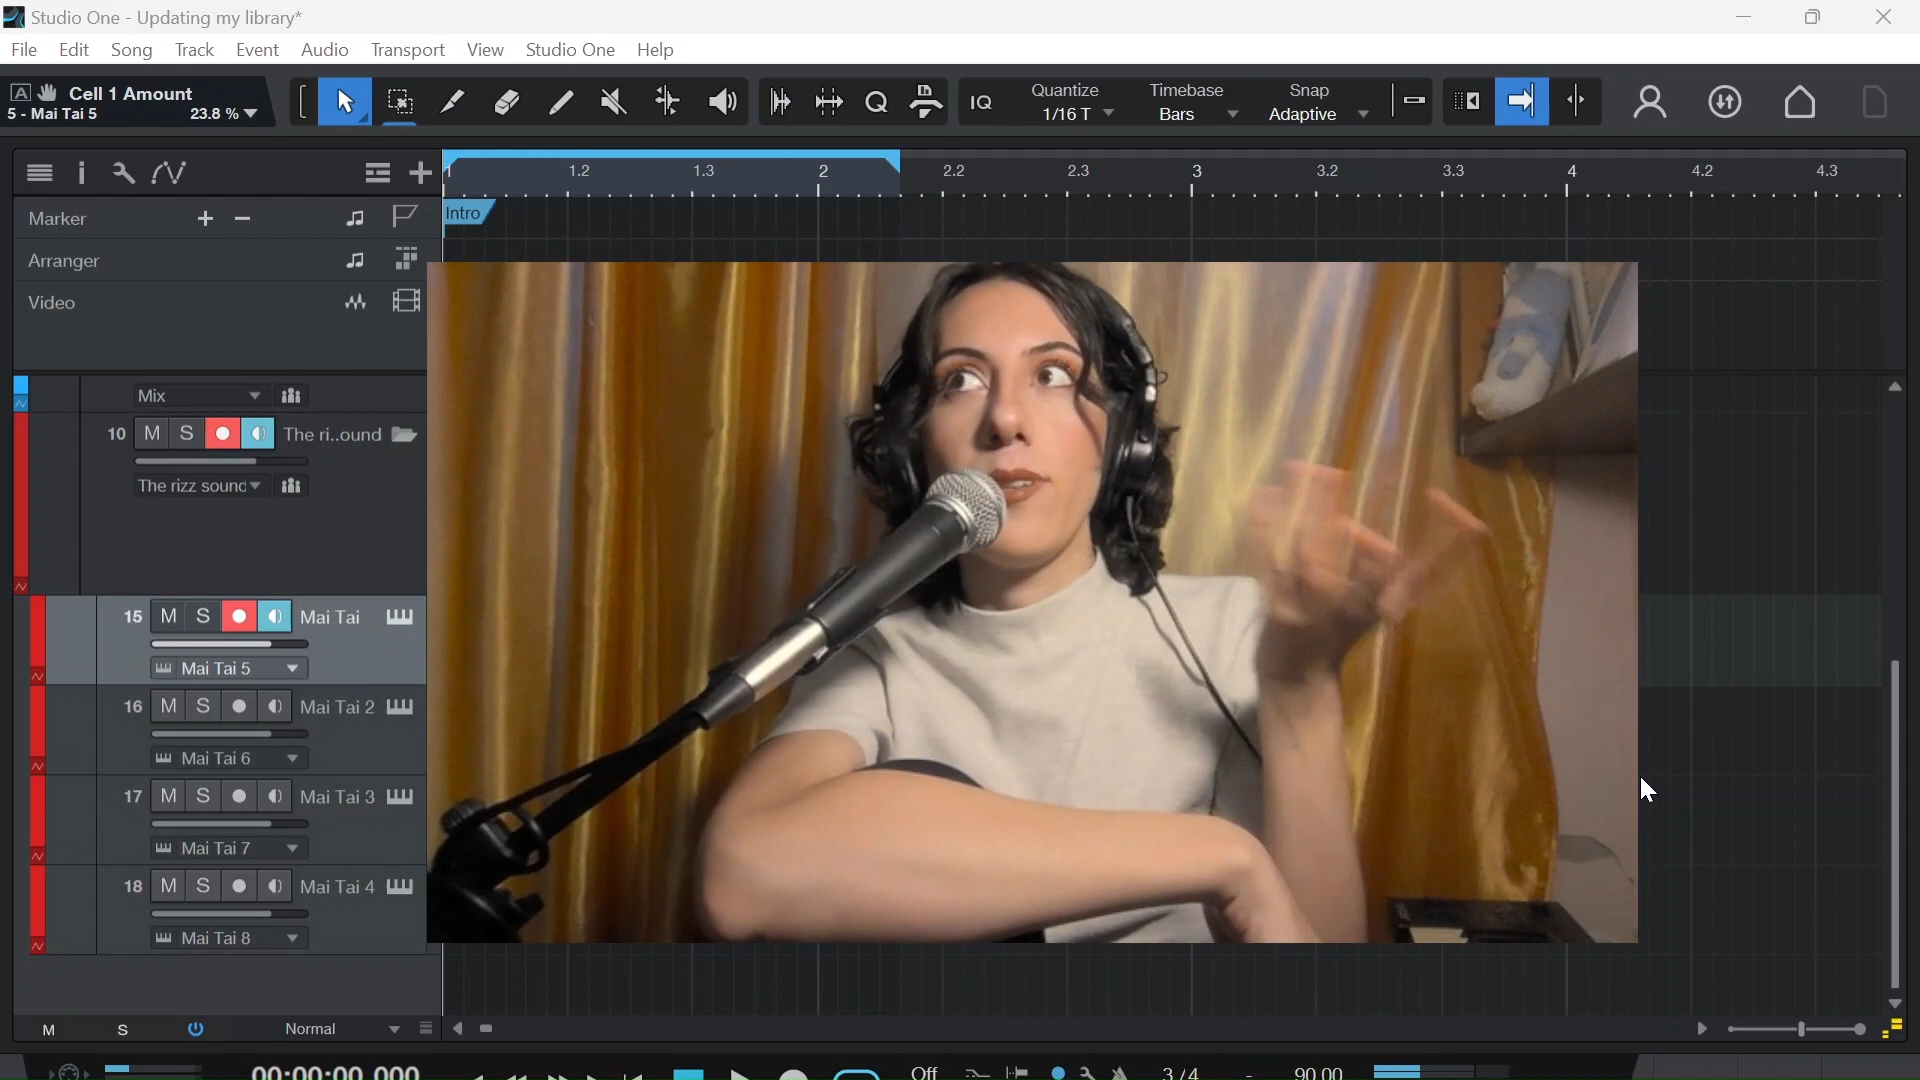 Studio One - Updating my library*
File Edit Song Track Event Audio Transport View Studio One Help
A Cell 1 Amount
5 - Mai Tai 5 23.8 %
Q IQ
Quantize
1/16 T
Timebase
Bars
Snap
Adaptive
1 1.2 1.3 2 2.2 2.3 3 3.2 3.3 4 4.2 4.3
Marker
Intro
Arranger
Video
Mix
10 M S The ri..ound
The rizz sound
15 M S Mai Tai
Mai Tai 5
16 M S Mai Tai 2
Mai Tai 6
17 M S Mai Tai 3
Mai Tai 7
18 M S Mai Tai 4
Mai Tai 8
M S Normal
00:00:00.000 Off 3 / 4 - 90.00